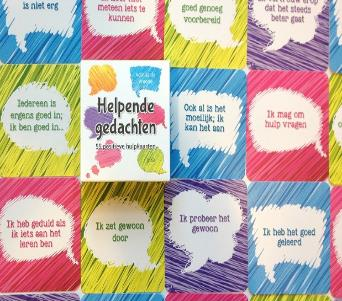 is niet erg
meteen iets te
kunnen
goed genoeg
voorbereid
dat het steeds
beter gaat
Iedereen is
ergens goed in;
ik ben goed in...
Helpende
gedachten
55 positieve hulpkaarten
Ook al is het
moeilijk; ik
kan het aan
Ik mag om
hulp vragen
Ik heb geduld als
ik iets aan het
leren ben
Ik zet gewoon
door
Ik probeer het
gewoon
Ik heb het goed
geleerd